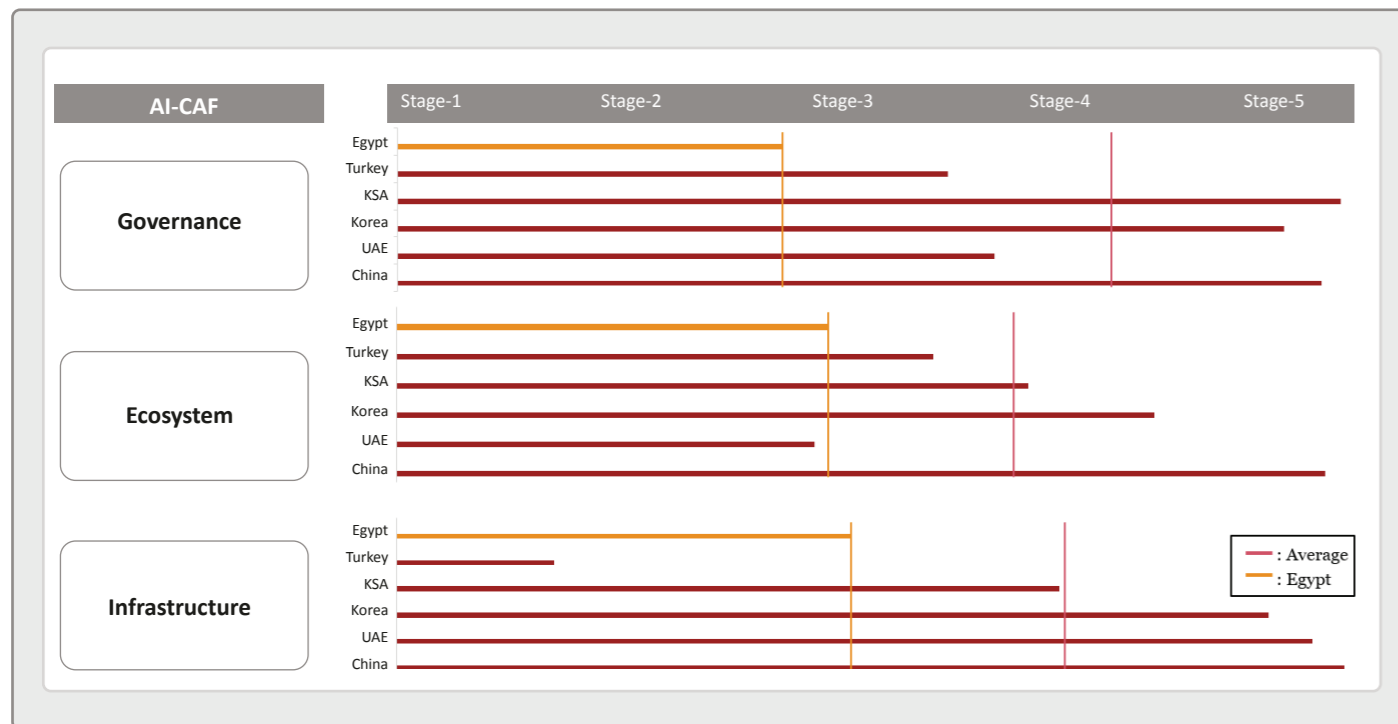 AI-CAF
Stage-1 Stage-2 Stage-3 Stage-4 Stage-5
Governance
Egypt
Turkey
KSA
Korea
UAE
China
Ecosystem
Egypt
Turkey
KSA
Korea
UAE
China
Infrastructure
Egypt
Turkey
KSA
Korea
UAE
China
: Average
: Egypt